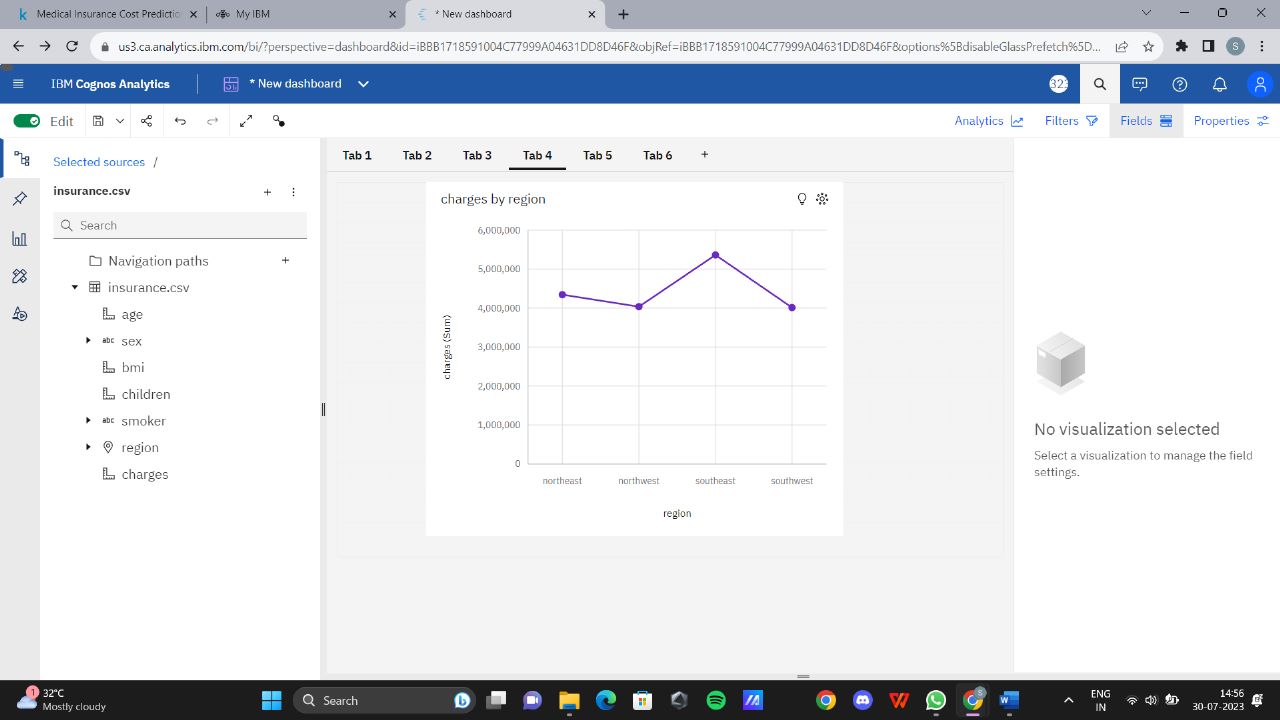 Medical Insurance Cost Predictic
My IBM
* New dashboard
us3.ca.analytics.ibm.com/bi/?perspective=dashboard&id=iBBB1718591004C77999A04631DD8D46F&objRef=iBBB1718591004C77999A04631DD8D46F&options%5BdisableGlassPrefetch%5D...
S
IBM Cognos Analytics
* New dashboard
Edit
Analytics
Filters
Fields
Properties
Selected sources /
insurance.csv
Search
Navigation paths
insurance.csv
age
abc sex
bmi
children
abc smoker
region
charges
Tab 1
Tab 2
Tab 3
Tab 4
Tab 5
Tab 6
charges by region
6,000,000
5,000,000
4,000,000
3,000,000
2,000,000
1,000,000
0
charges (Sum)
northeast
northwest
southeast
southwest
region
No visualization selected
Select a visualization to manage the field
settings.
1
32°C
Mostly cloudy
Search
S
ENG
IN
14:56
30-07-2023